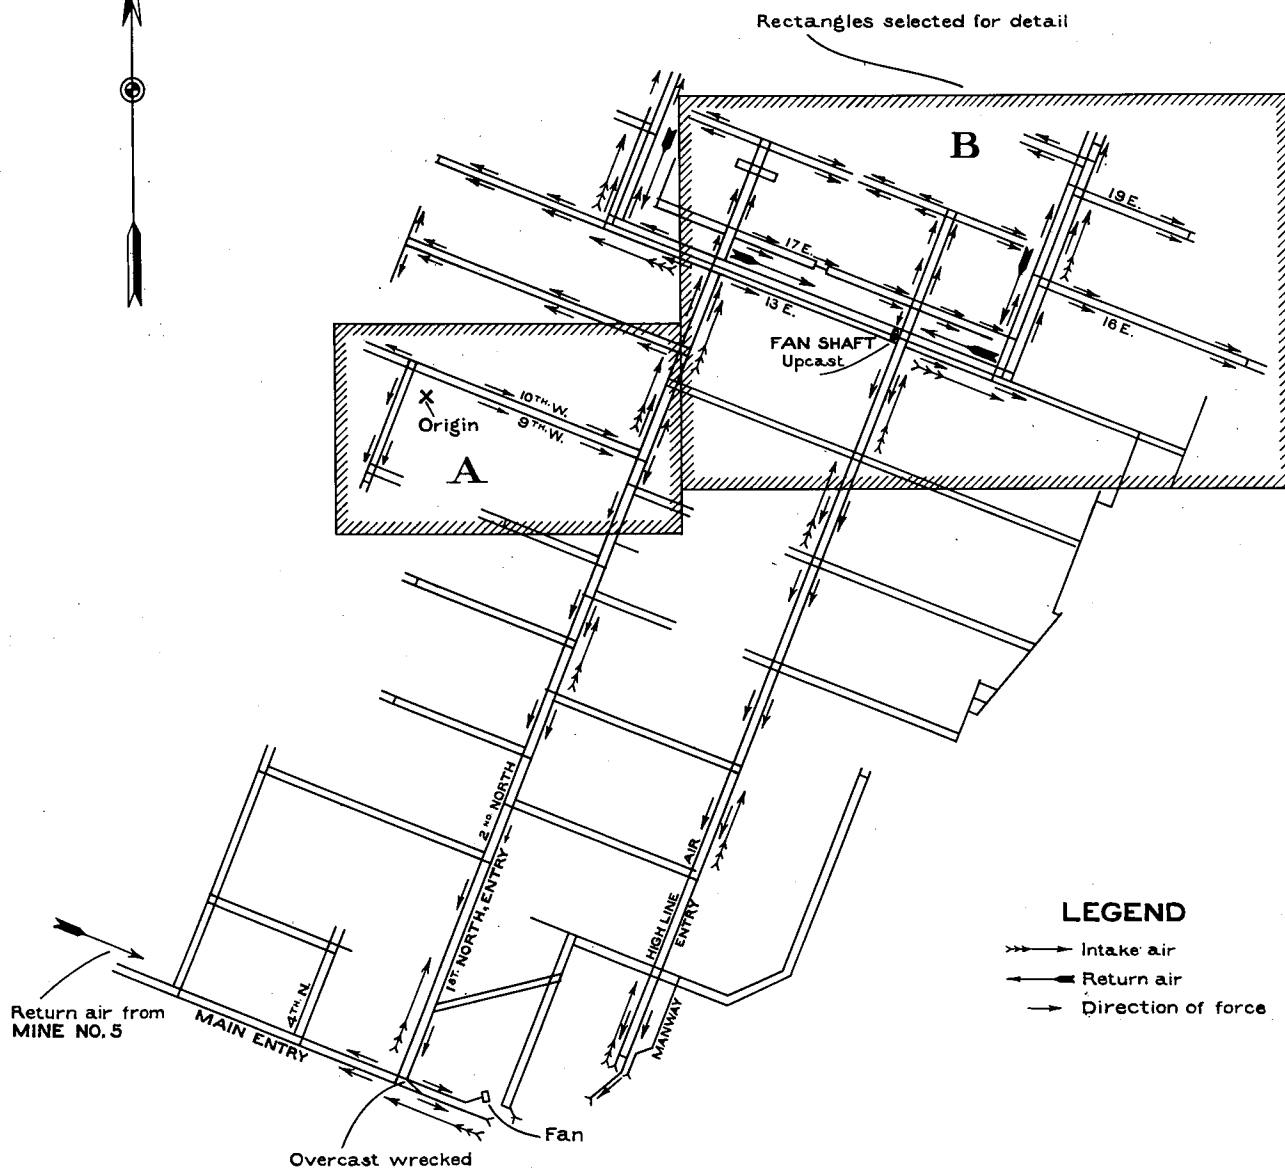 Rectangles selected for detail
B
19 E.
17 E.
13 E.
16 E.
FAN SHAFT
Upcast
10TH. W.
9TH. W.
Origin
A
2ND. NORTH
1ST. NORTH, ENTRY
HIGH LINE AIR
ENTRY
MANWAY
4TH. N.
MAIN ENTRY
Return air from
MINE NO. 5
LEGEND
Intake air
Return air
Direction of force
Fan
Overcast wrecked